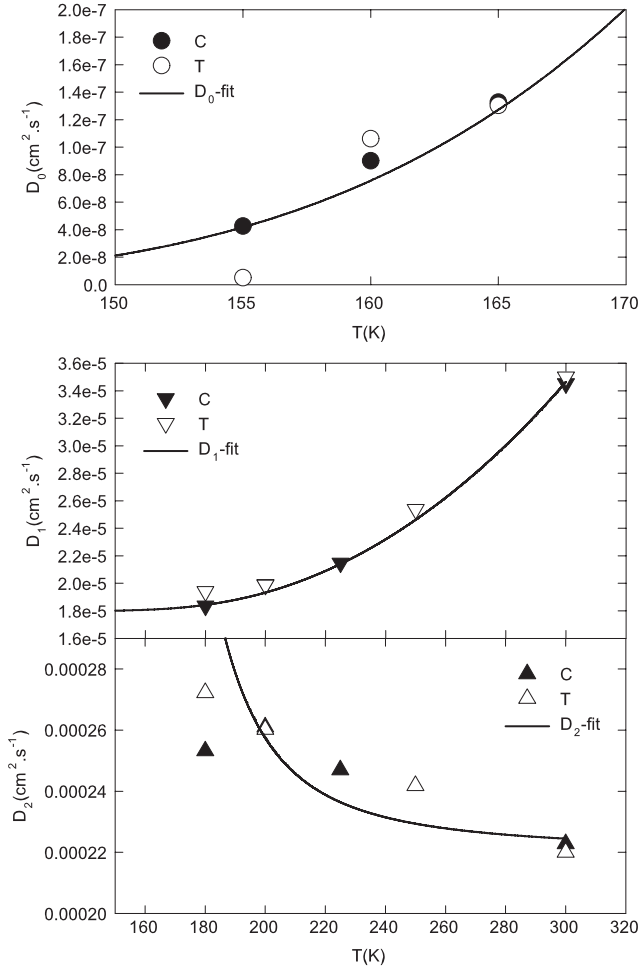 2.0e-7
1.8e-7
1.6e-7
1.4e-7
1.2e-7
1.0e-7
8.0e-8
6.0e-8
4.0e-8
2.0e-8
0.0
D0(cm2.s-1)
C
T
D0-fit
150 155 160 165 170
T(K)
3.6e-5
3.4e-5
3.2e-5
3.0e-5
2.8e-5
2.6e-5
2.4e-5
2.2e-5
2.0e-5
1.8e-5
1.6e-5
D1(cm2.s-1)
C
T
D1-fit
0.00028
0.00026
0.00024
0.00022
0.00020
D2(cm2.s-1)
C
T
D2-fit
160 180 200 220 240 260 280 300 320
T(K)